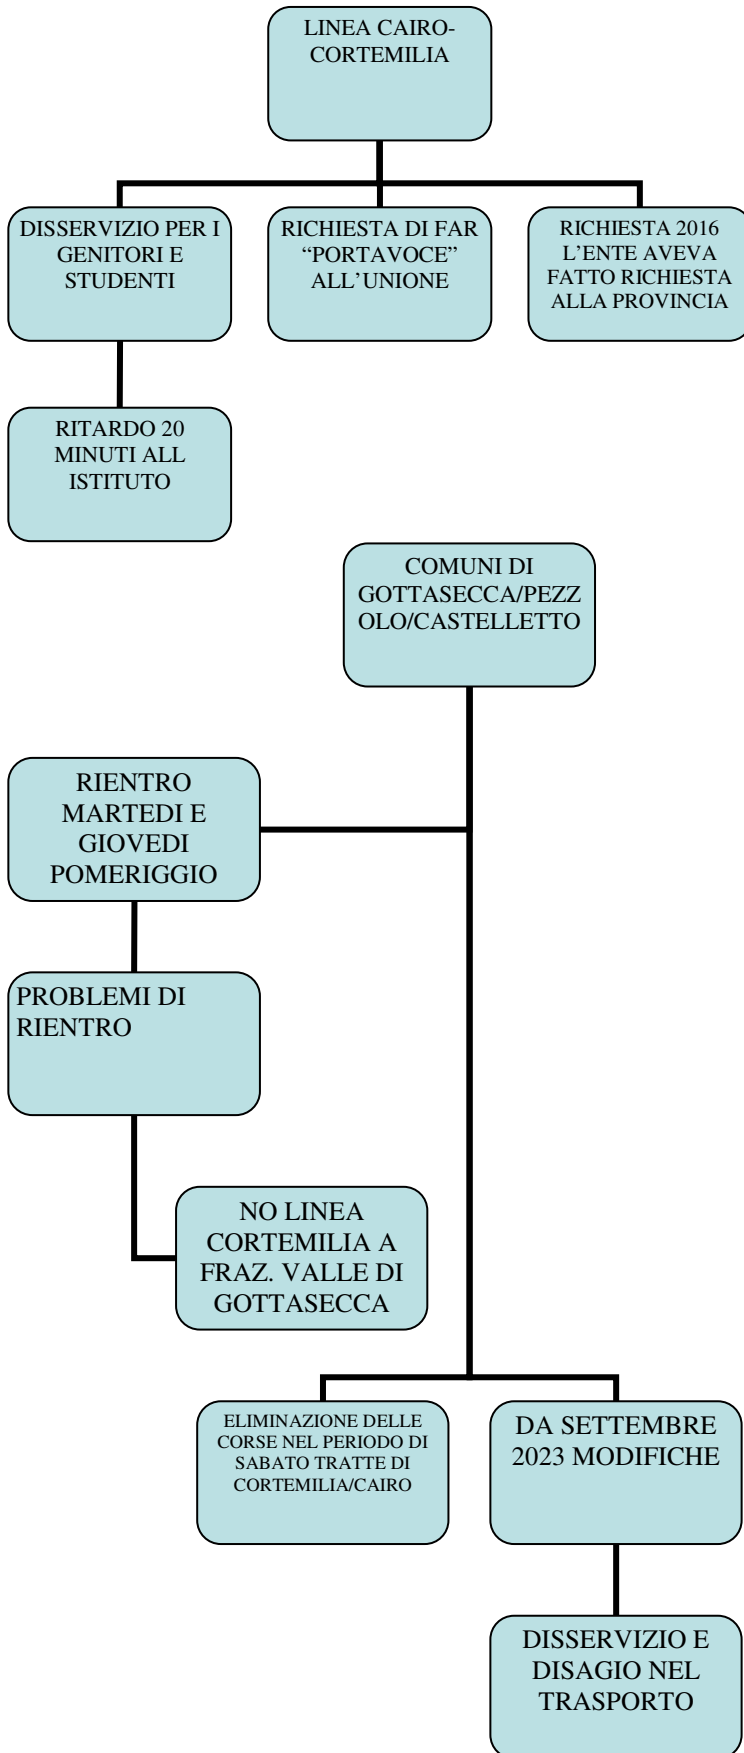 LINEA CAIRO-
CORTEMILIA
DISSERVIZIO PER I
GENITORI E
STUDENTI
RICHIESTA DI FAR
“PORTAVOCE”
ALL’UNIONE
RICHIESTA 2016
L’ENTE AVEVA
FATTO RICHIESTA
ALLA PROVINCIA
RITARDO 20
MINUTI ALL
ISTITUTO
COMUNI DI
GOTTASECCA/PEZZ
OLO/CASTELLETTO
RIENTRO
MARTEDI E
GIOVEDI
POMERIGGIO
PROBLEMI DI
RIENTRO
NO LINEA
CORTEMILIA A
FRAZ. VALLE DI
GOTTASECCA
ELIMINAZIONE DELLE
CORSE NEL PERIODO DI
SABATO TRATTE DI
CORTEMILIA/CAIRO
DA SETTEMBRE
2023 MODIFICHE
DISSERVIZIO E
DISAGIO NEL
TRASPORTO